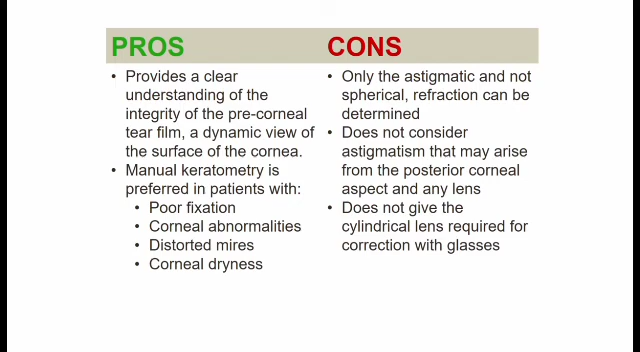 PROS
• Provides a clear
understanding of the
integrity of the pre-corneal
tear film, a dynamic view of
the surface of the cornea.
• Manual keratometry is
preferred in patients with:
• Poor fixation
• Corneal abnormalities
• Distorted mires
• Corneal dryness
CONS
• Only the astigmatic and not
spherical, refraction can be
determined
• Does not consider
astigmatism that may arise
from the posterior corneal
aspect and any lens
• Does not give the
cylindrical lens required for
correction with glasses